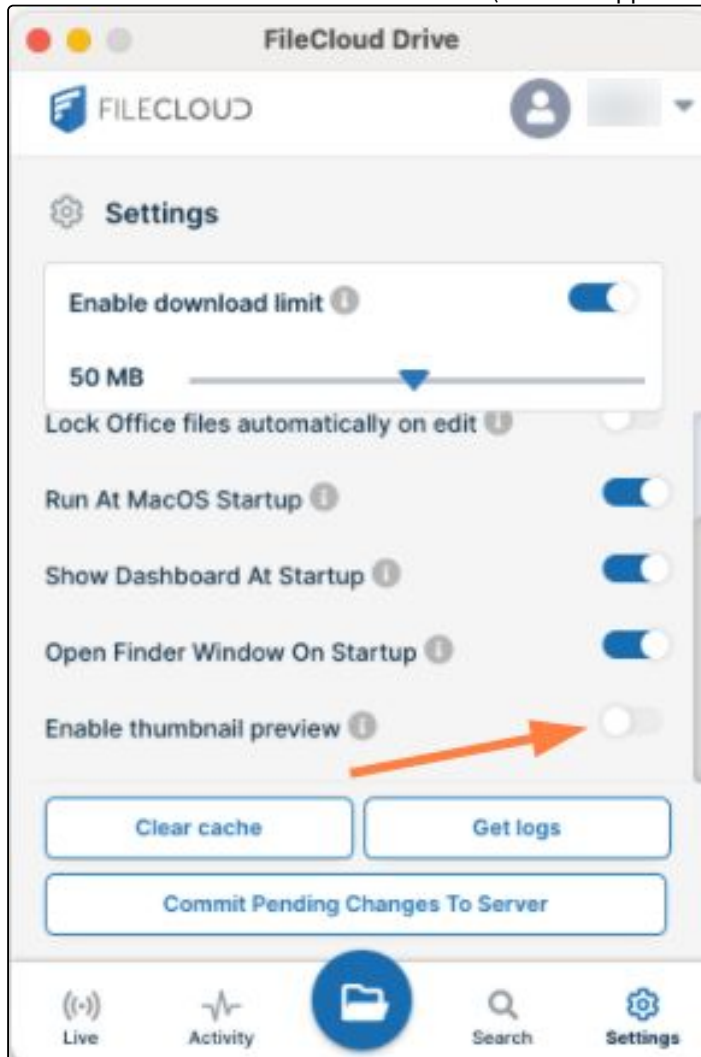 FileCloud Drive
FILECLOUD
Settings
Enable download limit
50 MB
Lock Office files automatically on edit
Run At MacOS Startup
Show Dashboard At Startup
Open Finder Window On Startup
Enable thumbnail preview
Clear cache
Get logs
Commit Pending Changes To Server
Live
Activity
Search
Settings